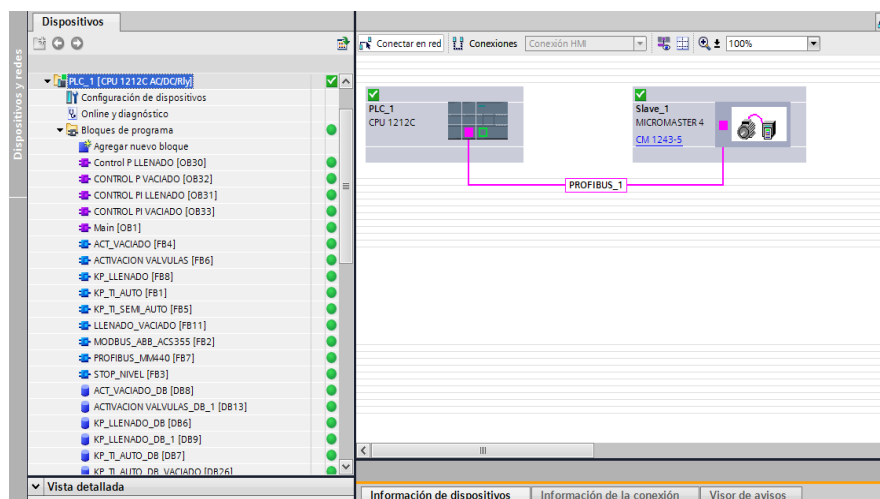 Dispositivos
Dispositivos y redes
PLC_1 [CPU 1212C AC/DC/Rly]
Configuración de dispositivos
Online y diagnóstico
Bloques de programa
Agregar nuevo bloque
Control P LLENADO [OB30]
CONTROL P VACIADO [OB32]
CONTROL PI LLENADO [OB31]
CONTROL PI VACIADO [OB33]
Main [OB1]
ACT_VACIADO [FB4]
ACTIVACION VALVULAS [FB6]
KP_LLENADO [FB8]
KP_TI_AUTO [FB1]
KP_TI_SEMI_AUTO [FB5]
LLENADO_VACIADO [FB11]
MODBUS_ABB_ACS355 [FB2]
PROFIBUS_MM440 [FB7]
STOP_NIVEL [FB3]
ACT_VACIADO_DB [DB8]
ACTIVACION VALVULAS_DB_1 [DB13]
KP_LLENADO_DB [DB6]
KP_LLENADO_DB_1 [DB9]
KP_TI_AUTO_DB [DB7]
KP_TI_AUTO_DB_VACIADO [DB26]
Vista detallada
Conectar en red
Conexiones
Conexión HMI
100%
PLC_1
CPU 1212C
Slave_1
MICROMASTER 4
CM 1243-5
PROFIBUS_1
Información de dispositivos
Información de la conexión
Visor de avisos